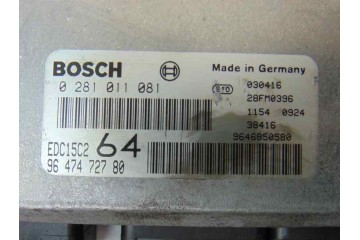 BOSCH
Made in Germany
0 281 011 081
030416
28FM0396
1154 0924
38416
9646850580
EDC15C2 64
96 474 727 80